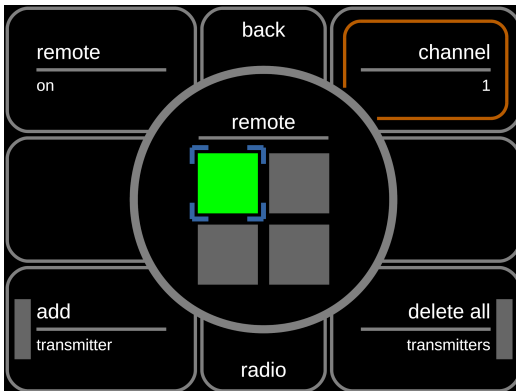 back
remote
on
channel
1
remote
add
transmitter
delete all
transmitters
radio